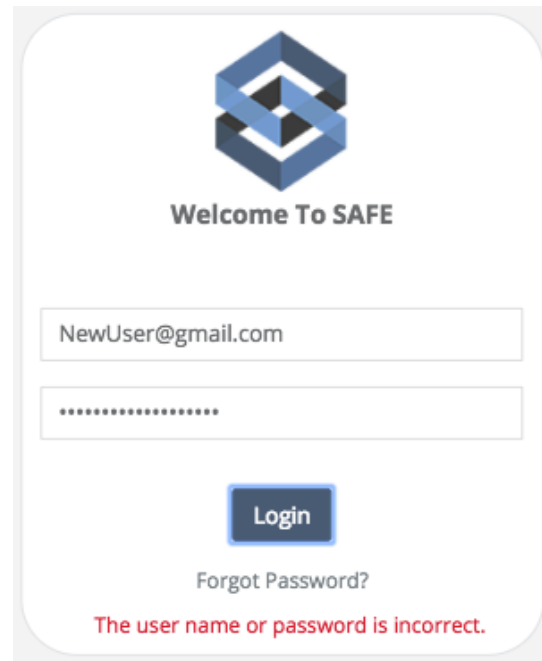 Welcome To SAFE
NewUser@gmail.com
•••••••••••••••••••
Login
Forgot Password?
The user name or password is incorrect.